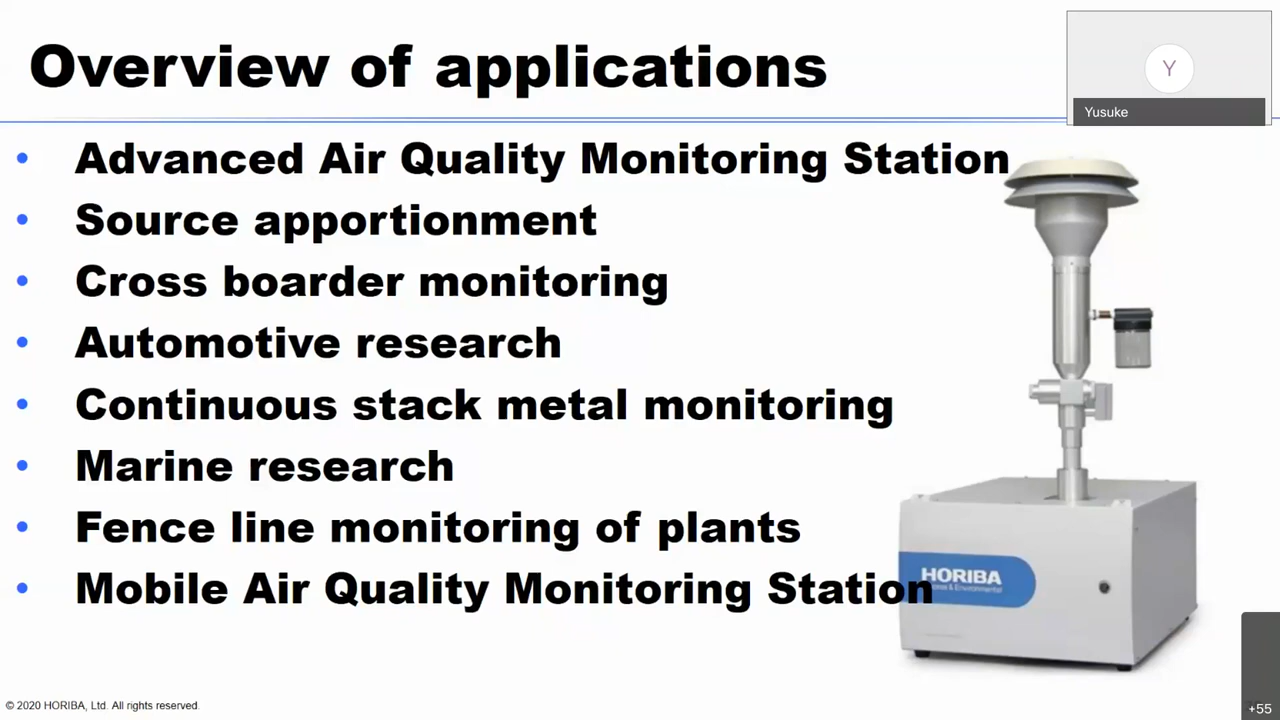 Overview of applications
Y
Yusuke
• Advanced Air Quality Monitoring Station
• Source apportionment
• Cross boarder monitoring
• Automotive research
• Continuous stack metal monitoring
• Marine research
• Fence line monitoring of plants
• Mobile Air Quality Monitoring Station
HORIBA
& Environmental
© 2020 HORIBA, Ltd. All rights reserved.
+55